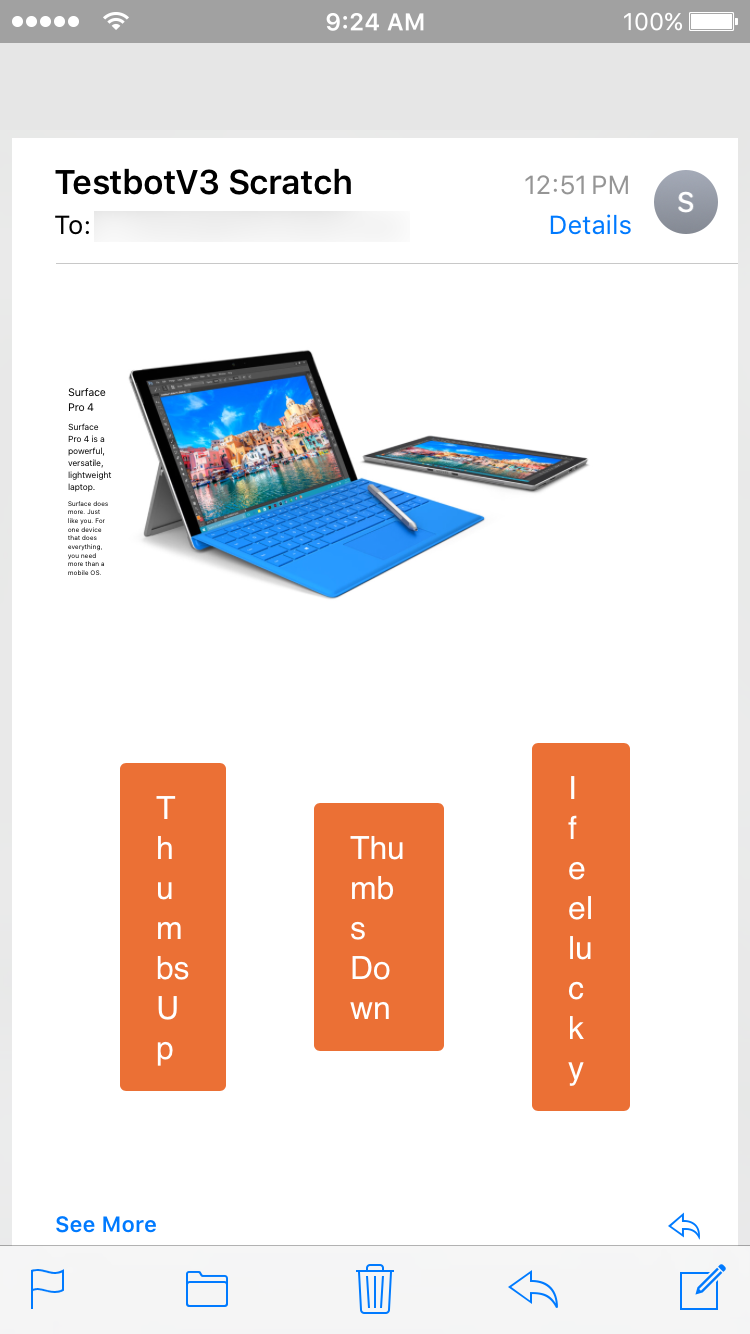 9:24 AM
100%
TestbotV3 Scratch
12:51 PM
S
To:
Details
Surface
Pro 4
Surface
Pro 4 is a
powerful,
versatile,
lightweight
laptop.
Surface does
more. Just
like you. For
one device
that does
everything,
you need
more than a
mobile OS.
T
h
u
m
bs
U
p
Thu
mb
s
Do
wn
I
f
e
el
lu
c
k
y
See More